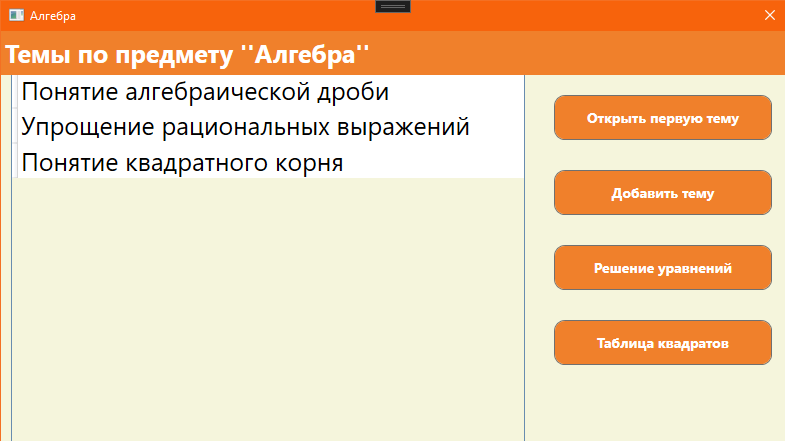 Алгебра
Темы по предмету "Алгебра"
Понятие алгебраической дроби
Упрощение рациональных выражений
Понятие квадратного корня
Открыть первую тему
Добавить тему
Решение уравнений
Таблица квадратов